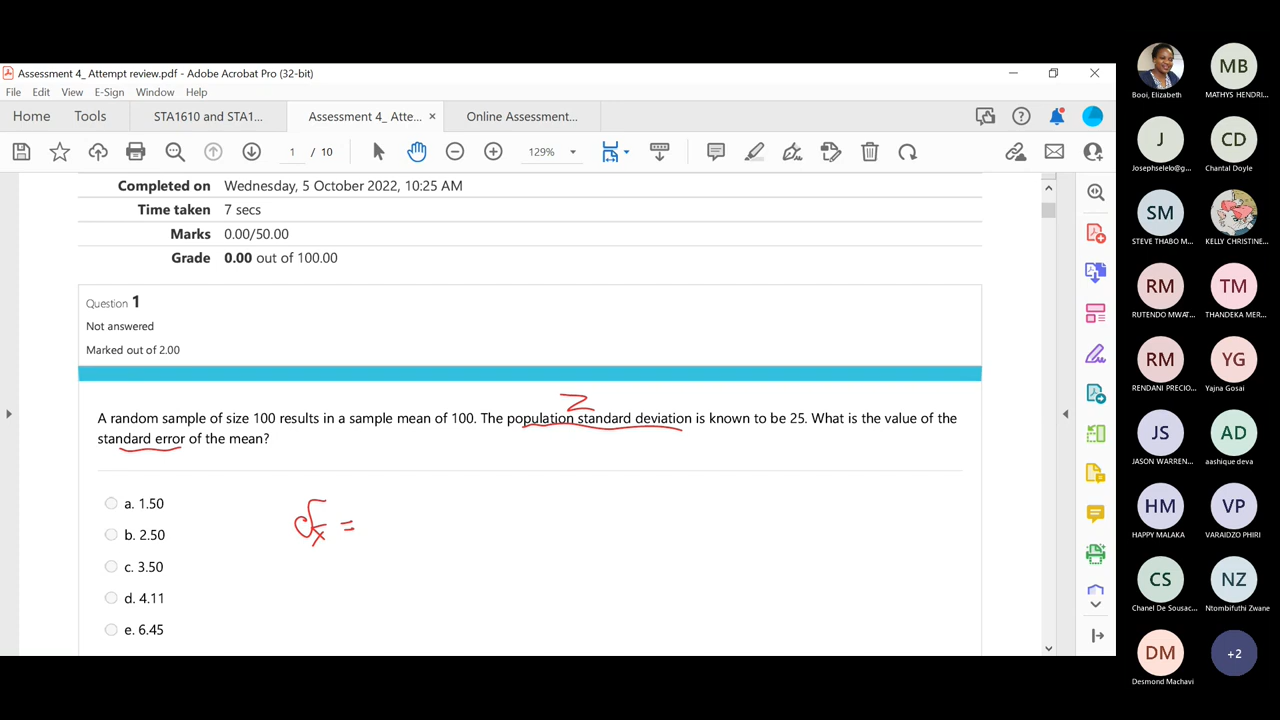 Assessment 4_ Attempt review.pdf - Adobe Acrobat Pro (32-bit)
File Edit View E-Sign Window Help
Home Tools STA1610 and STA1... Assessment 4_ Atte... × Online Assessment...
1 / 10 129%
Completed on Wednesday, 5 October 2022, 10:25 AM
Time taken 7 secs
Marks 0.00/50.00
Grade 0.00 out of 100.00
Question 1
Not answered
Marked out of 2.00
Z
A random sample of size 100 results in a sample mean of 100. The population standard deviation is known to be 25. What is the value of the
standard error of the mean?
a. 1.50
b. 2.50
c. 3.50
d. 4.11
e. 6.45
σx̄ =
Booi, Elizabeth
MB
MATHYS HENDRI...
J
Josephselelo@g...
CD
Chantal Doyle
SM
STEVE THABO M...
KELLY CHRISTINE...
RM
RUTENDO MWAT...
TM
THANDEKA MER...
RM
RENDANI PRECIO...
YG
Yajna Gosai
JS
JASON WARREN...
AD
aashique deva
HM
HAPPY MALAKA
VP
VARAIDZO PHIRI
CS
Chanel De Sousac...
NZ
Ntombifuthi Zwane
DM
Desmond Machavi
+2